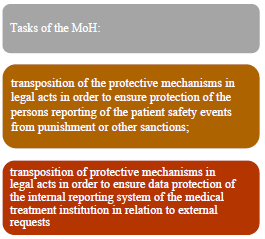 Tasks of the MoH:
transposition of the protective mechanisms in
legal acts in order to ensure protection of the
persons reporting of the patient safety events
from punishment or other sanctions;
transposition of protective mechanisms in
legal acts in order to ensure data protection of
the internal reporting system of the medical
treatment institution in relation to external
requests